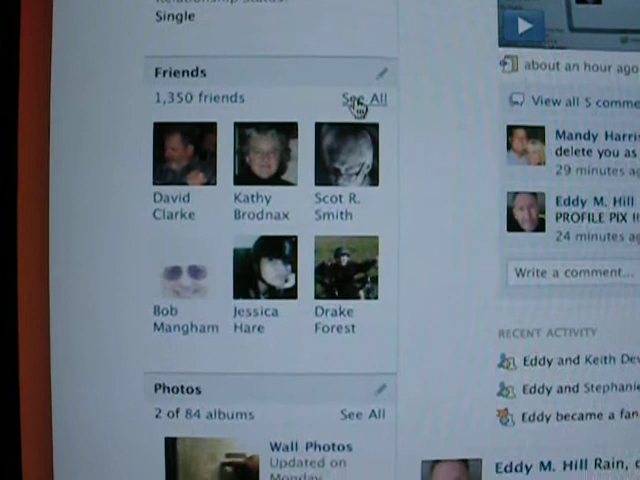 Single
Friends
1,350 friends
See All
David Clarke
Kathy Brodnax
Scot R. Smith
Bob Mangham
Jessica Hare
Drake Forest
Photos
2 of 84 albums
See All
Wall Photos
Updated on
Monday
about an hour ago
View all 5 comme
Mandy Harris
delete you as
29 minutes ag
Eddy M. Hill
PROFILE PIX !!
24 minutes ag
Write a comment...
RECENT ACTIVITY
Eddy and Keith De
Eddy and Stephanie
Eddy became a fan
Eddy M. Hill Rain,